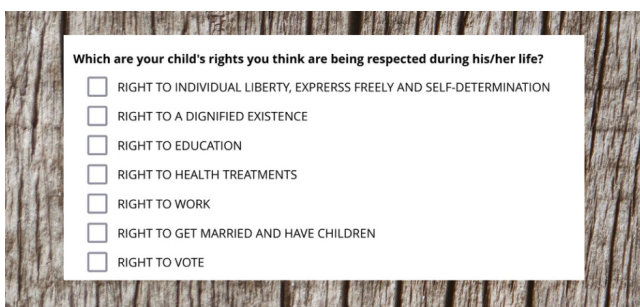 Which are your child's rights you think are being respected during his/her life?
RIGHT TO INDIVIDUAL LIBERTY, EXPRERSS FREELY AND SELF-DETERMINATION
RIGHT TO A DIGNIFIED EXISTENCE
RIGHT TO EDUCATION
RIGHT TO HEALTH TREATMENTS
RIGHT TO WORK
RIGHT TO GET MARRIED AND HAVE CHILDREN
RIGHT TO VOTE